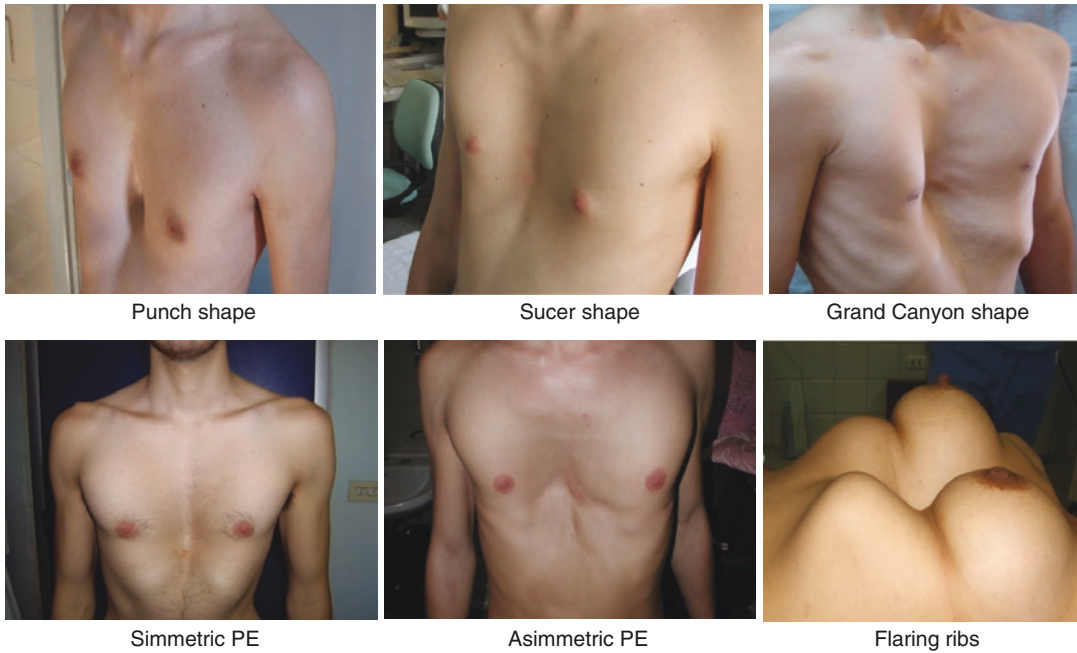 Punch shape
Sucer shape
Grand Canyon shape
Simmetric PE
Asimmetric PE
Flaring ribs